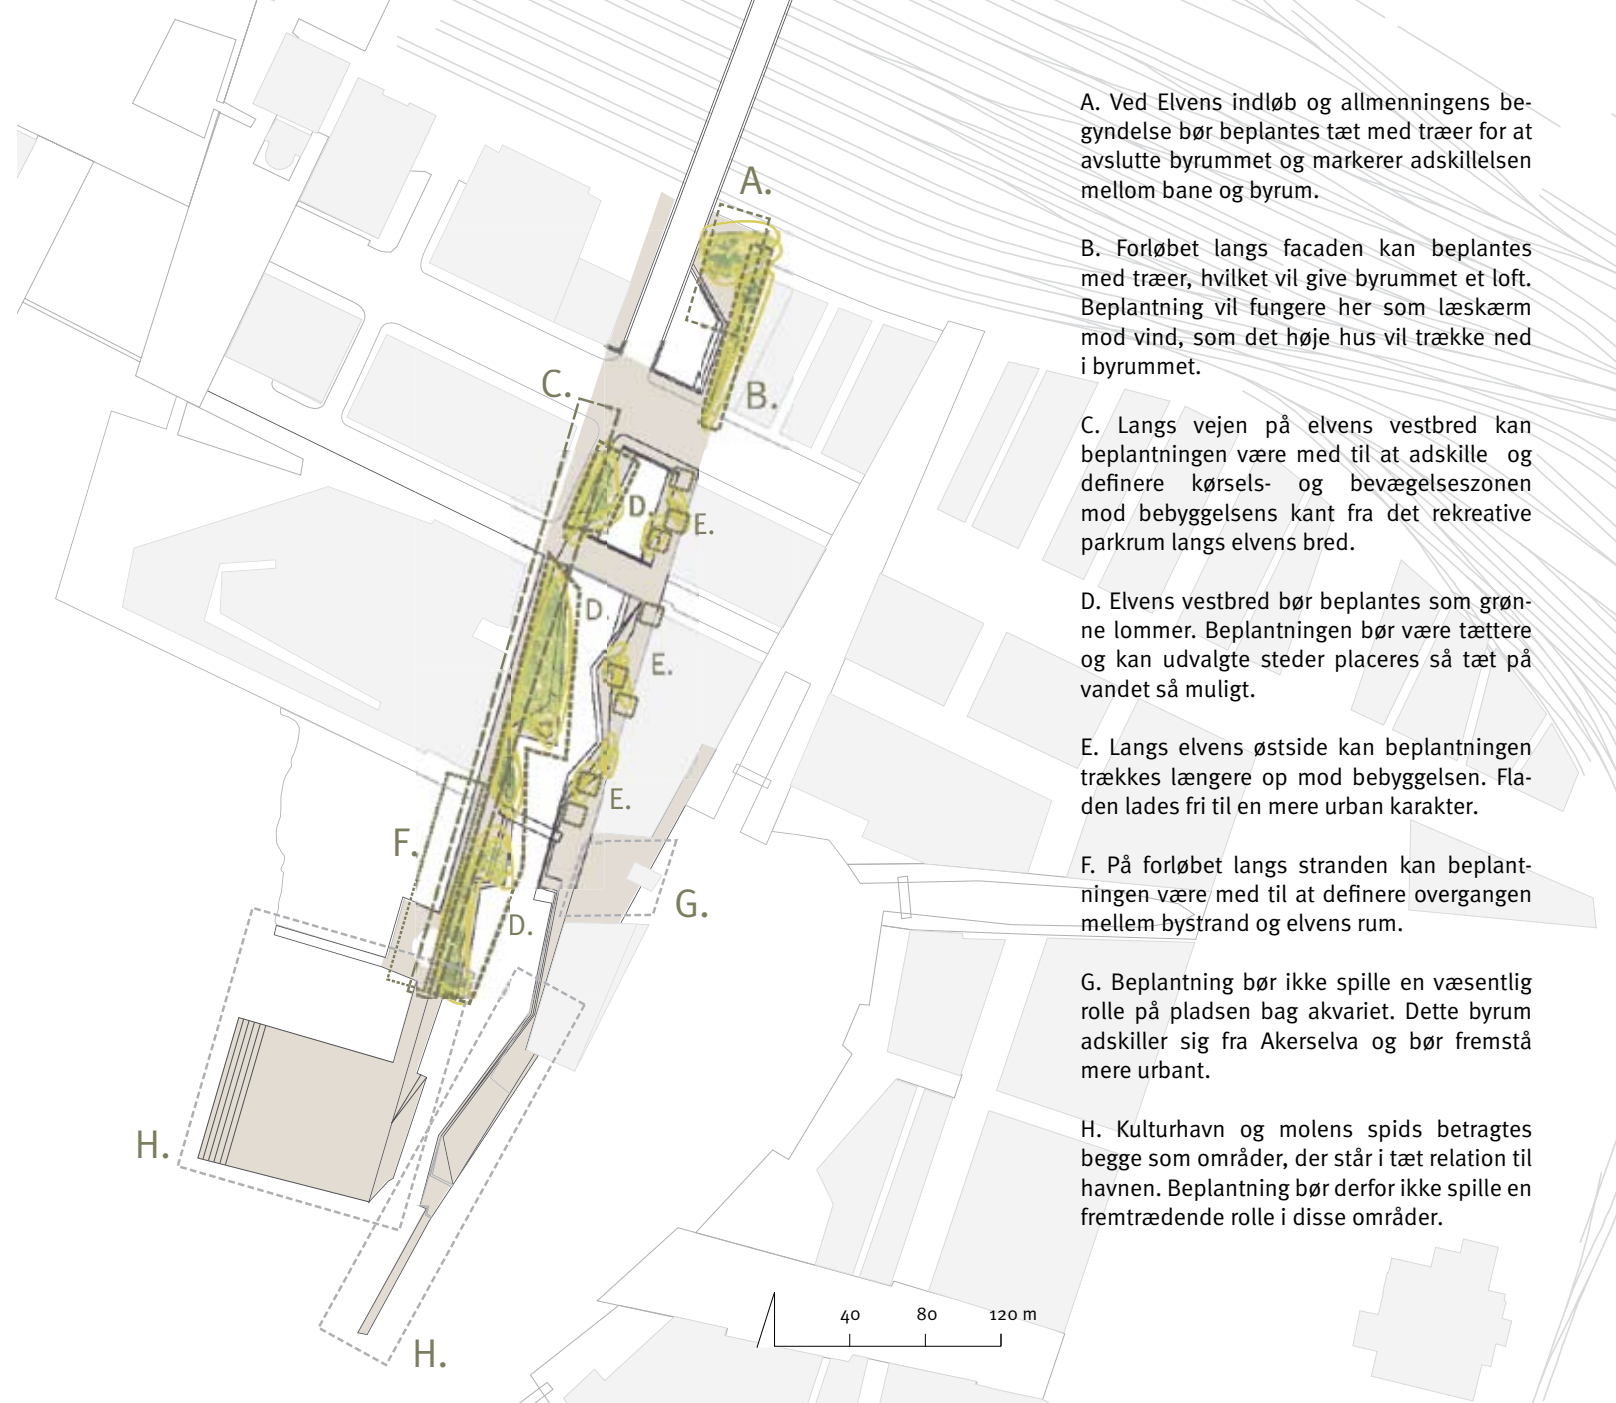 A. Ved Elvens indløb og allmenningens be-
gyndelse bør beplantes tæt med træer for at
avslutte byrummet og markerer adskillelsen
mellom bane og byrum.
B. Forløbet langs facaden kan beplantes
med træer, hvilket vil give byrummet et loft.
Beplantning vil fungere her som læskærm
mod vind, som det høje hus vil trække ned
i byrummet.
C. Langs vejen på elvens vestbred kan
beplantningen være med til at adskille og
definere kørsels- og bevægelseszonen
mod bebyggelsens kant fra det rekreative
parkrum langs elvens bred.
D. Elvens vestbred bør beplantes som grøn-
ne lommer. Beplantningen bør være tættere
og kan udvalgte steder placeres så tæt på
vandet så muligt.
E. Langs elvens østside kan beplantningen
trækkes længere op mod bebyggelsen. Fla-
den lades fri til en mere urban karakter.
F. På forløbet langs stranden kan beplant-
ningen være med til at definere overgangen
mellem bystrand og elvens rum.
G. Beplantning bør ikke spille en væsentlig
rolle på pladsen bag akvariet. Dette byrum
adskiller sig fra Akerselva og bør fremstå
mere urbant.
H. Kulturhavn og molens spids betragtes
begge som områder, der står i tæt relation til
havnen. Beplantning bør derfor ikke spille en
fremtrædende rolle i disse områder.
A.
C.
B.
D.
E.
D.
E.
E.
F.
G.
D.
H.
H.
40 80 120 m